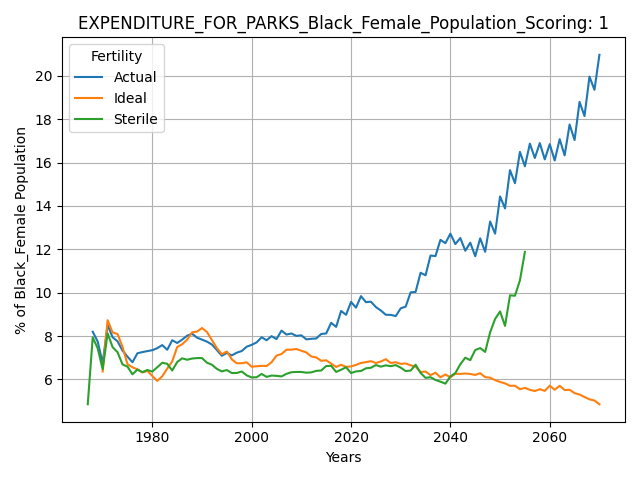 EXPENDITURE_FOR_PARKS_Black_Female_Population_Scoring: 1
Fertility
Actual
Ideal
Sterile
% of Black_Female Population
20
18
16
14
12
10
8
6
1980
2000
2020
2040
2060
Years